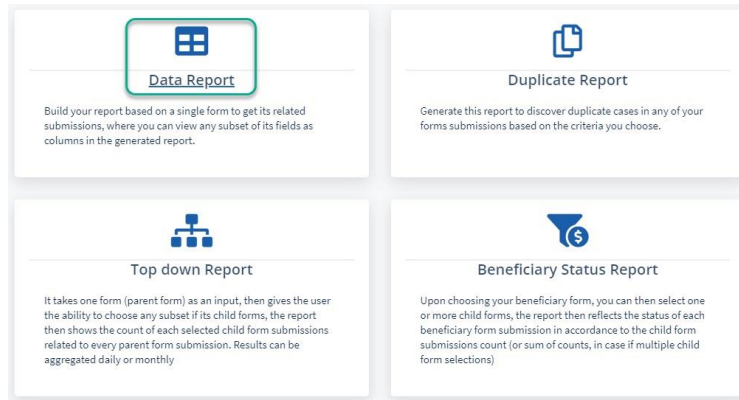 Data Report
Build your report based on a single form to get its related
submissions, where you can view any subset of its fields as
columns in the generated report.
Duplicate Report
Generate this report to discover duplicate cases in any of your
forms submissions based on the criteria you choose.
Top down Report
It takes one form (parent form) as an input, then gives the user
the ability to choose any subset if its child forms, the report
then shows the count of each selected child form submissions
related to every parent form submission. Results can be
aggregated daily or monthly
Beneficiary Status Report
Upon choosing your beneficiary form, you can then select one
or more child forms, the report then reflects the status of each
beneficiary form submission in accordance to the child form
submissions count (or sum of counts, in case if multiple child
form selections)